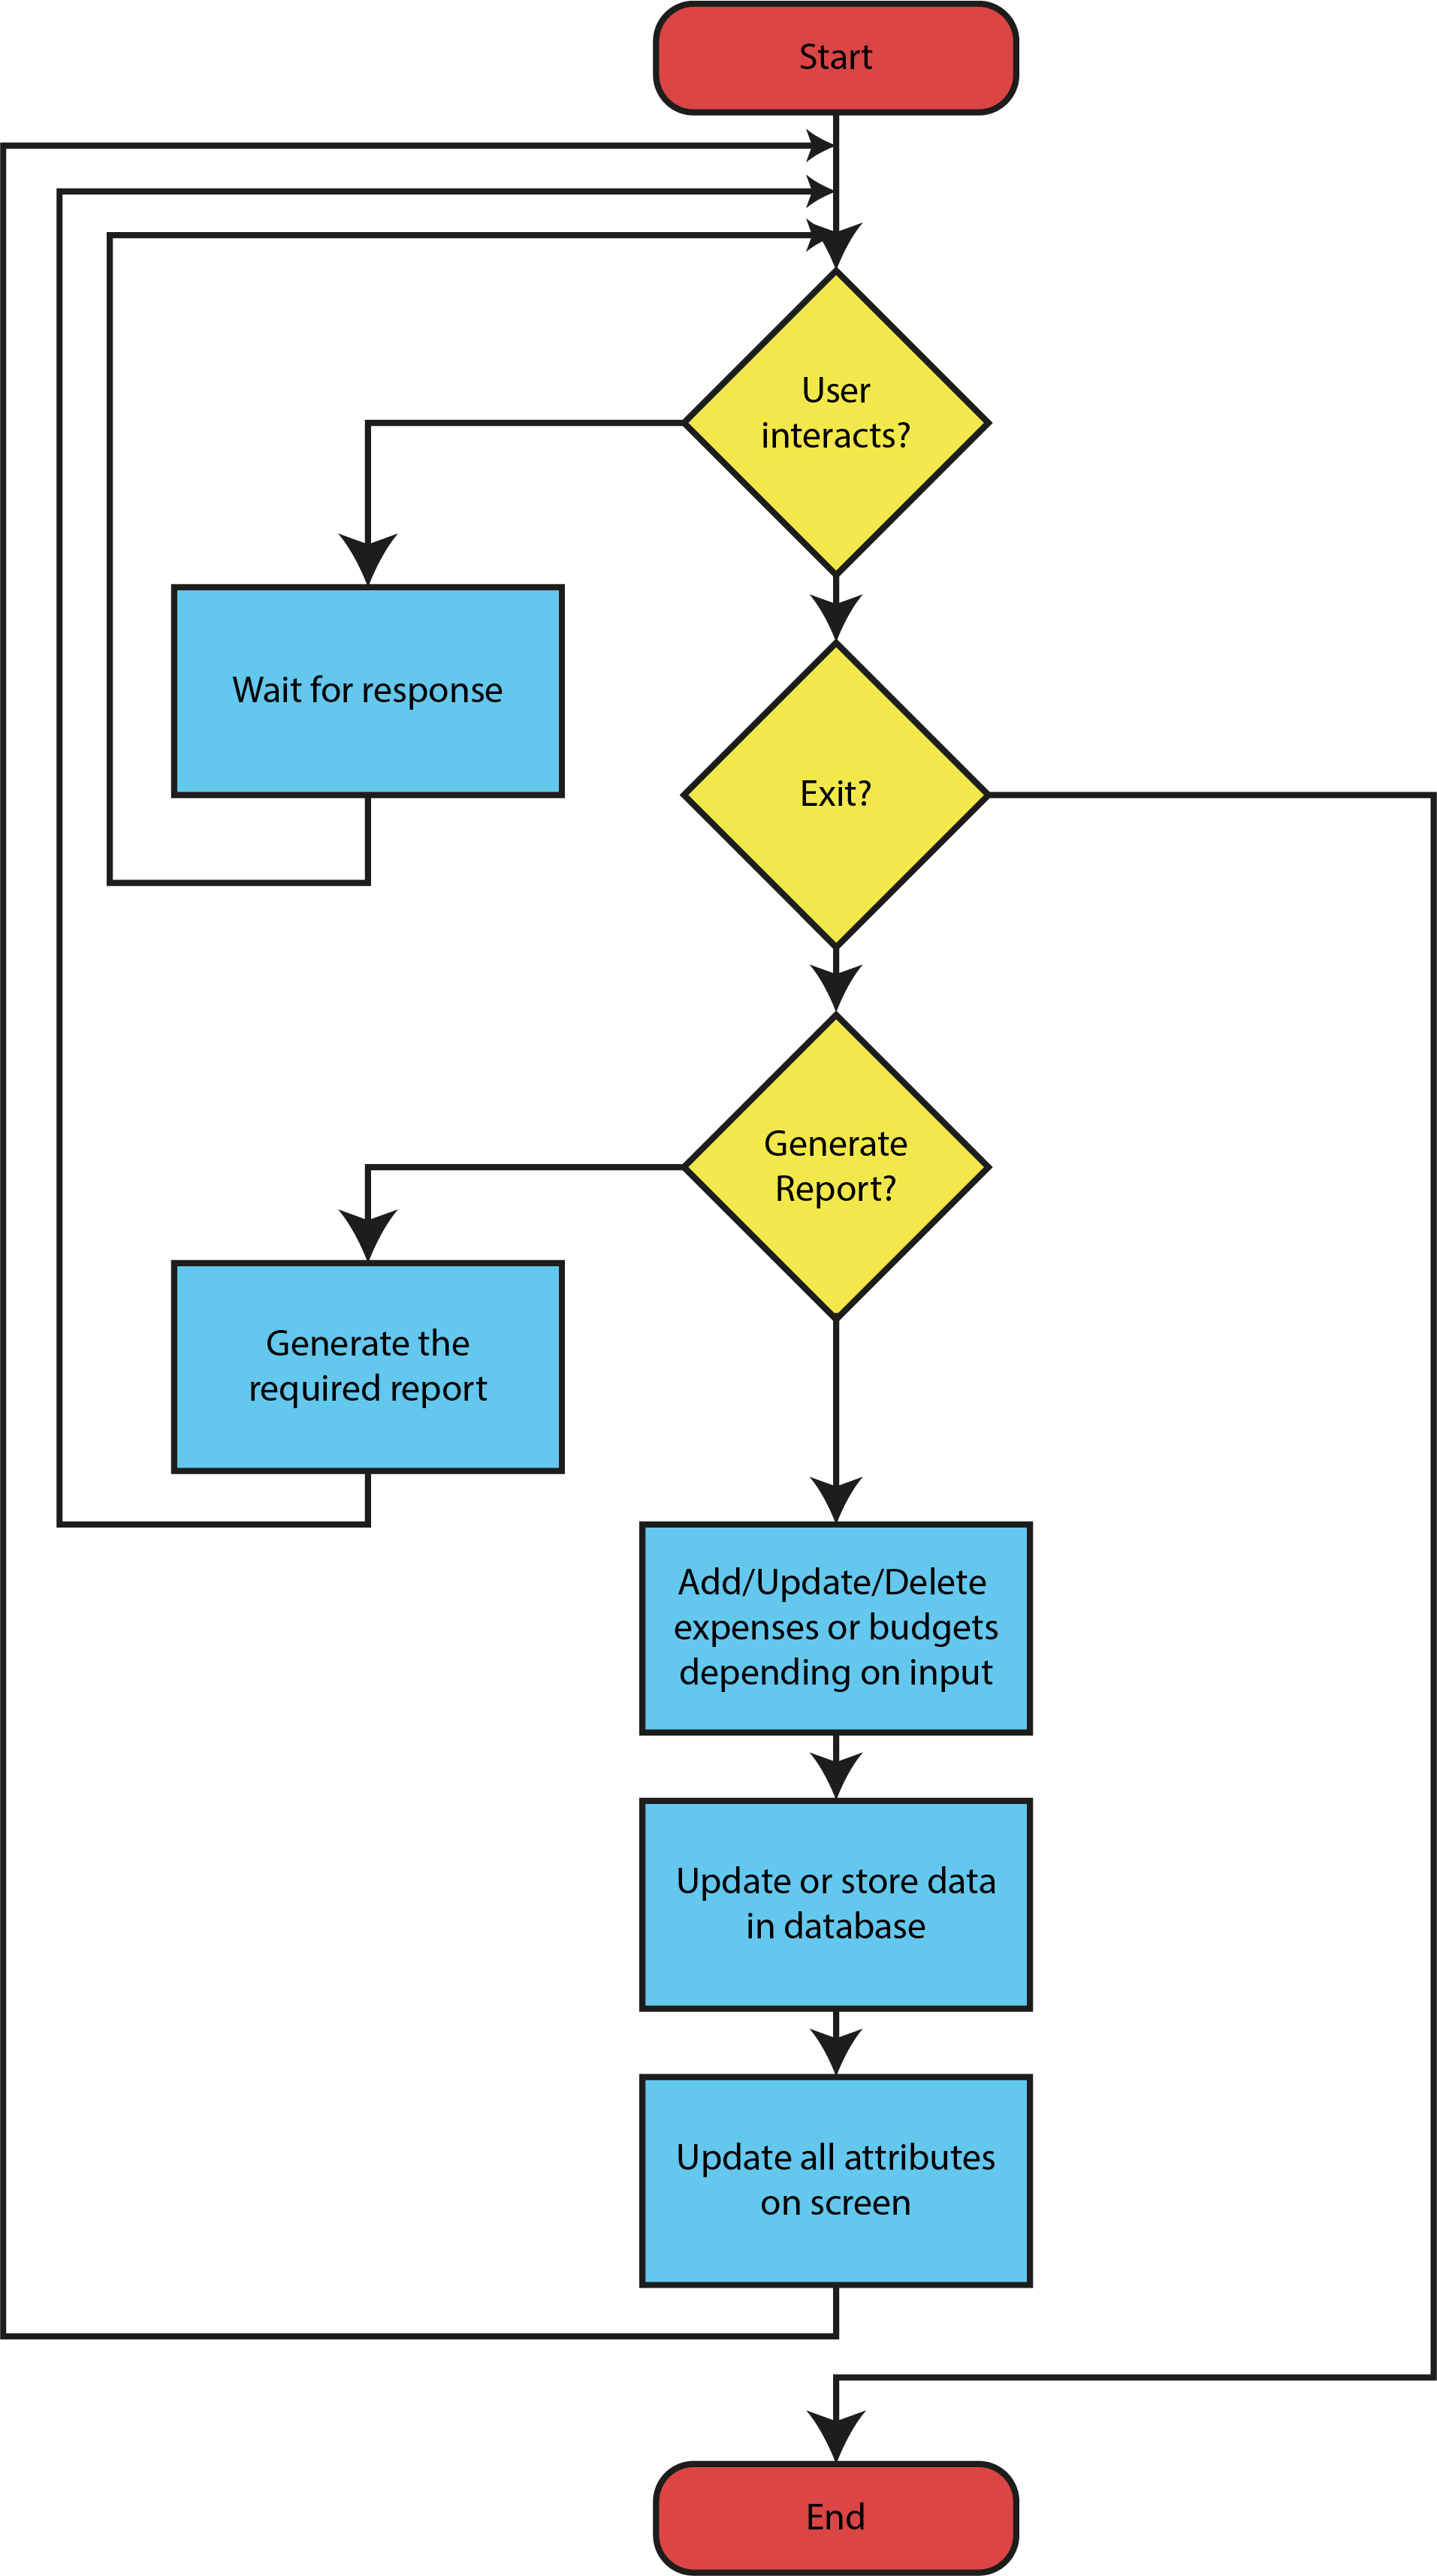 Start
User
interacts?
Wait for response
Exit?
Generate
Report?
Generate the
required report
Add/Update/Delete
expenses or budgets
depending on input
Update or store data
in database
Update all attributes
on screen
End